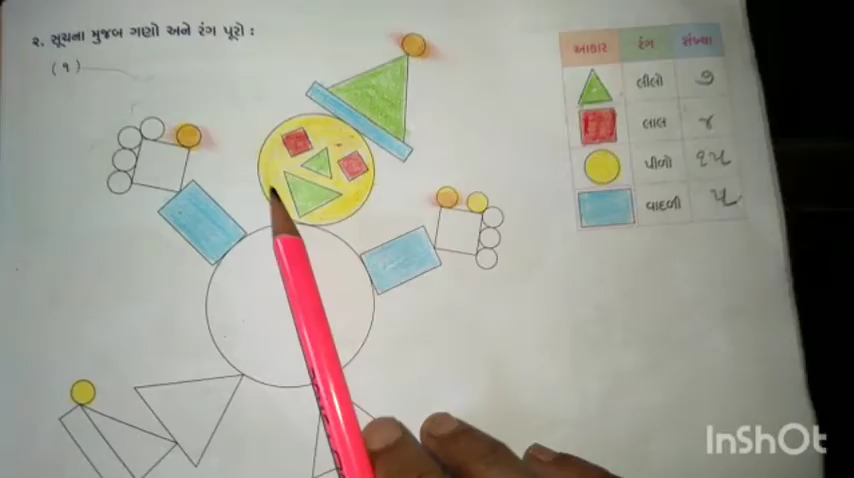 ૨. સૂચના મુજબ ગણો અને રંગ પૂરો :
(૧)
આકાર રંગ સંખ્યા
લીલો ૭
લાલ ૪
પીળો ૧૫
વાદળી ૫
InShOt